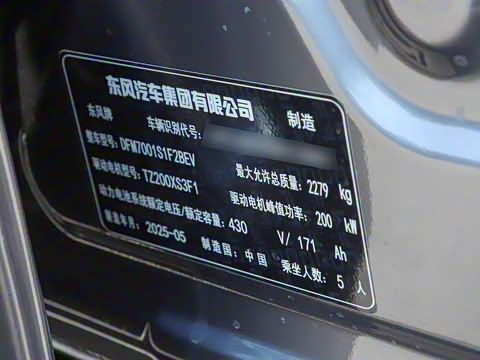 东风汽车集团有限公司 制造
东风牌 车辆识别代号:
整车型号: DFM7001S1F2BEV 最大允许总质量: 2279 kg
驱动电机型号: TZ200XS3F1 驱动电机峰值功率: 200 kW
动力电池系统额定电压/额定容量: 430 V/ 171 Ah
制造年月: 2025-05 制造国: 中国 乘坐人数: 5 人